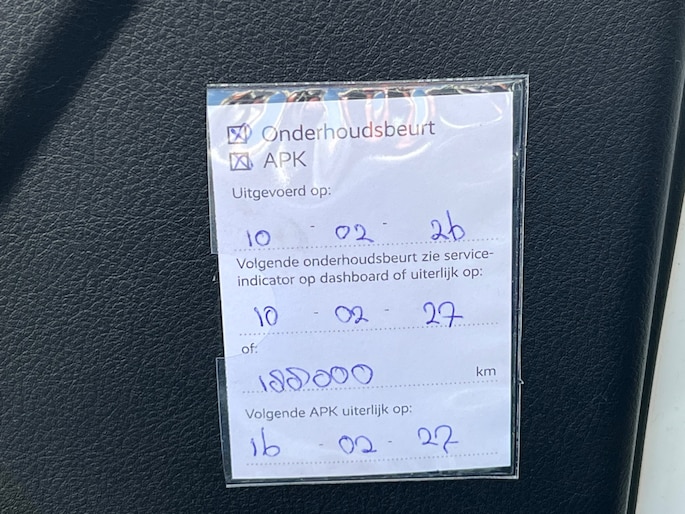 Onderhoudsbeurt
APK
Uitgevoerd op:
10 - 02 - 26
Volgende onderhoudsbeurt zie service-
indicator op dashboard of uiterlijk op:
10 - 02 - 27
of:
188000 km
Volgende APK uiterlijk op:
16 - 02 - 27